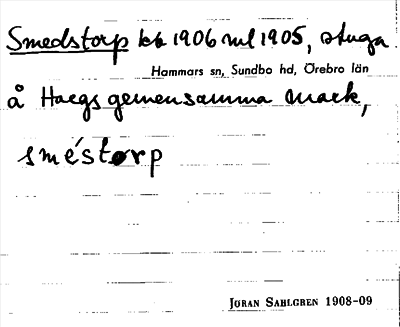 Smedstorp kb 1906 ml 1905, stuga
Hammars sn, Sundbo hd, Örebro län
å Haegs gemensamma mark,
sméstorp
JÖRAN SAHLGREN 1908-09